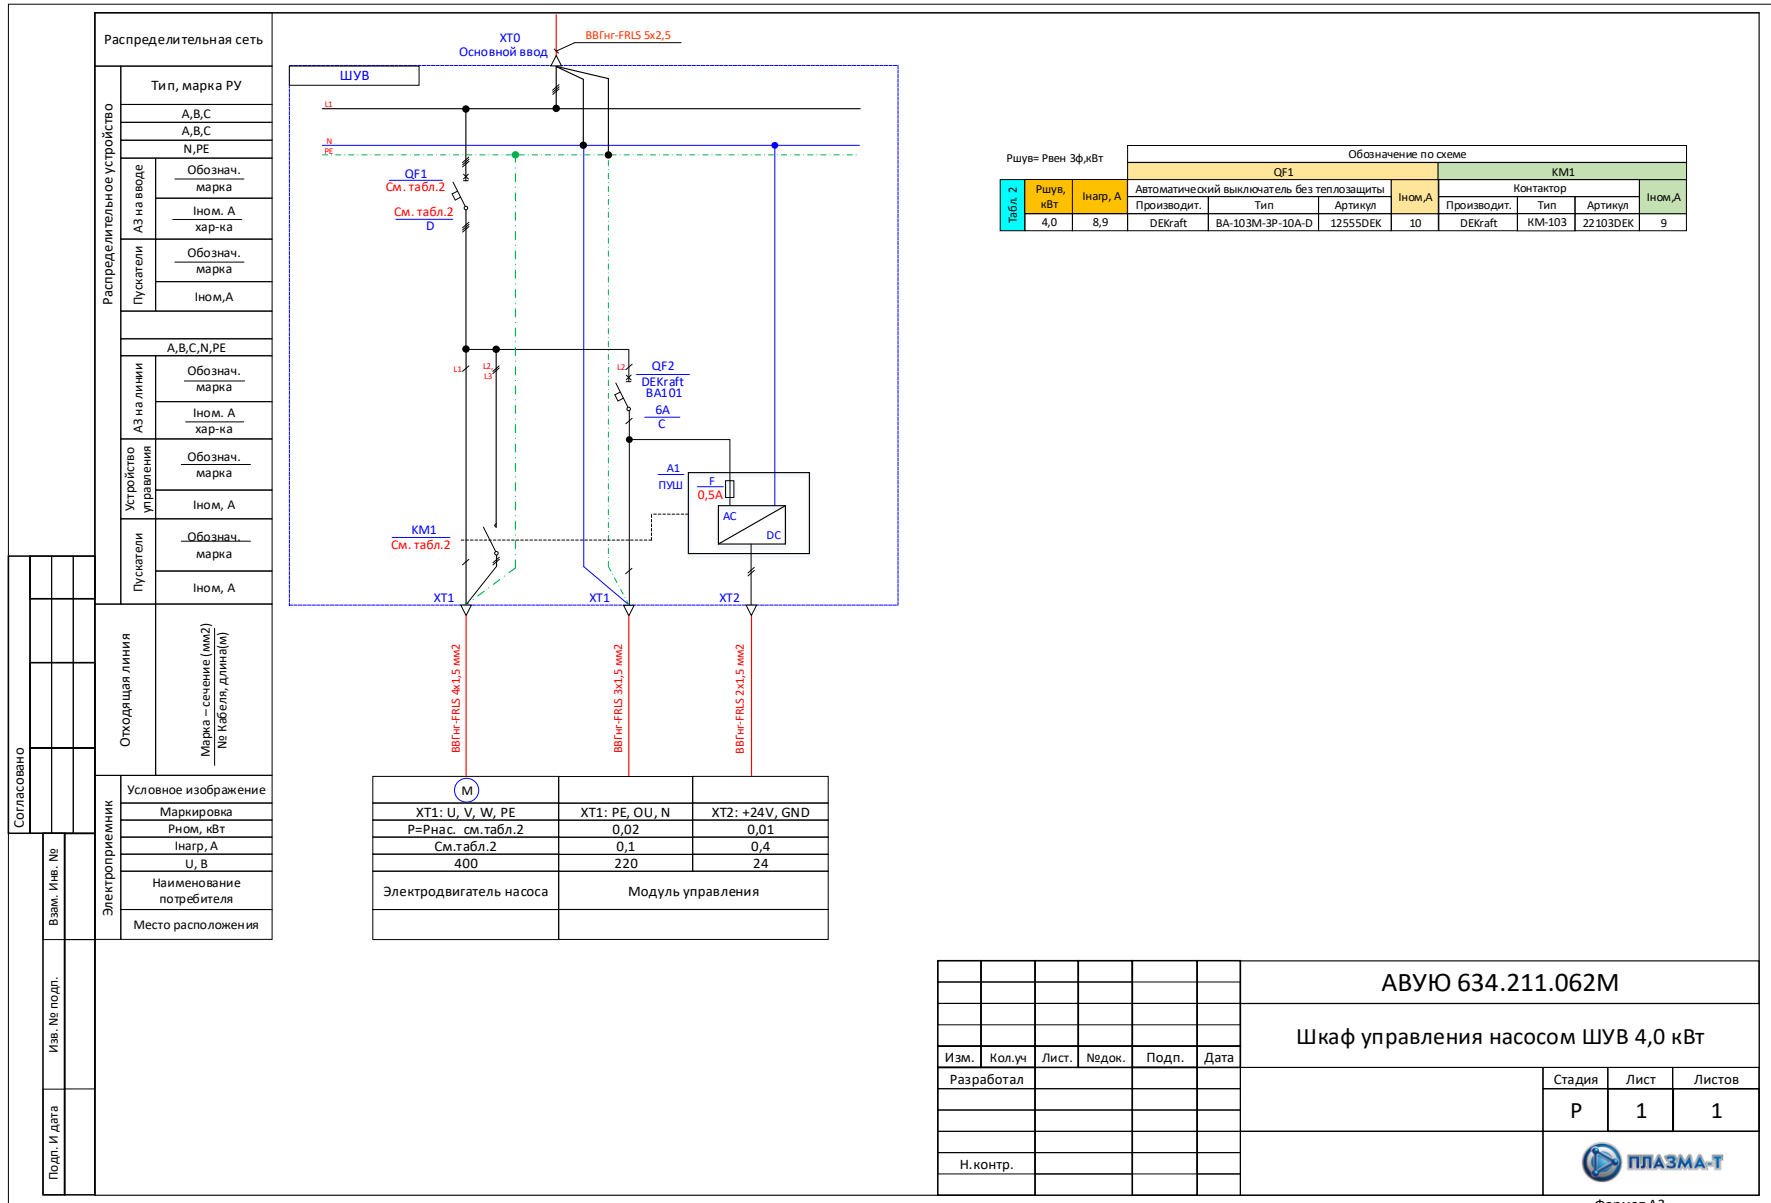 Распределительная сеть
Распределительное устройство
Тип, марка РУ
A,B,C
A,B,C
N,PE
АЗ на вводе
Обознач.
марка
Iном. А
хар-ка
Пускатели
Обознач.
марка
Iном,А
A,B,C,N,PE
АЗ на линии
Обознач.
марка
Iном. А
хар-ка
Устройство управления
Обознач.
марка
Iном, А
Пускатели
Обознач.
марка
Iном, А
Отходящая линия
Марка – сечение (мм2)
№ Кабеля, длина(м)
Электроприемник
Условное изображение
Маркировка
Рном, кВт
Iнагр, А
U, В
Наименование
потребителя
Место расположения
Согласовано
Взам. Инв. №
Изв. № подп.
Подп. И дата
XT0
Основной ввод
ВВГнг-FRLS 5х2,5
ШУВ
L1
N
PE
QF1
См. табл.2
См. табл.2
D
L1
L2,
L3
L2
QF2
DEKraft
BA101
6А
C
A1
ПУШ
F
0,5А
AC
DC
KM1
См. табл.2
XT1
XT1
XT2
ВВГнг-FRLS 4х1,5 мм2
ВВГнг-FRLS 3х1,5 мм2
ВВГнг-FRLS 2х1,5 мм2
М
XT1: U, V, W, PE
XT1: PE, OU, N
XT2: +24V, GND
P=Pнас. см.табл.2
0,02
0,01
См.табл.2
0,1
0,4
400
220
24
Электродвигатель насоса
Модуль управления
Ршув= Рвен 3ф,кВт
Обозначение по схеме
QF1
KM1
Табл. 2
Ршув, кВт
Iнагр, А
Автоматический выключатель без теплозащиты
Iном,А
Контактор
Iном,А
Производит.
Тип
Артикул
Производит.
Тип
Артикул
4,0
8,9
DEKraft
ВА-103М-3Р-10А-D
12555DEK
10
DEKraft
КМ-103
22103DEK
9
АВУЮ 634.211.062М
Шкаф управления насосом ШУВ 4,0 кВт
Изм.
Кол.уч
Лист.
№док.
Подп.
Дата
Разработал
Н.контр.
Стадия
Лист
Листов
Р
1
1
ПЛАЗМА-Т